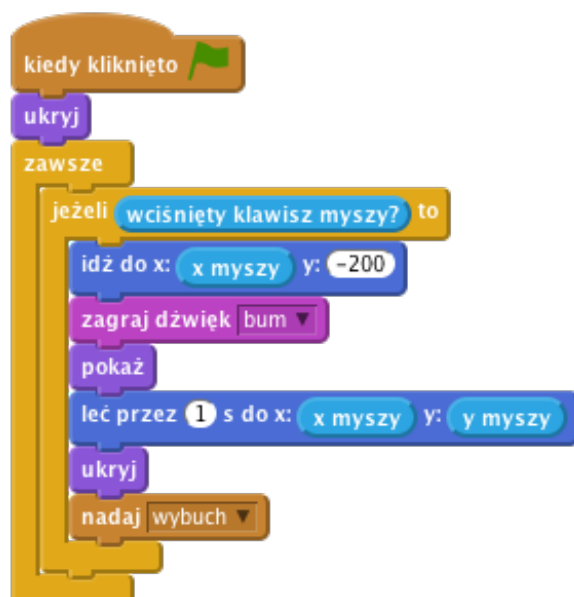 kiedy kliknięto
ukryj
zawsze
jeżeli wciśnięty klawisz myszy? to
idź do x: x myszy y: -200
zagraj dźwięk bum
pokaż
leć przez 1 s do x: x myszy y: y myszy
ukryj
nadaj wybuch